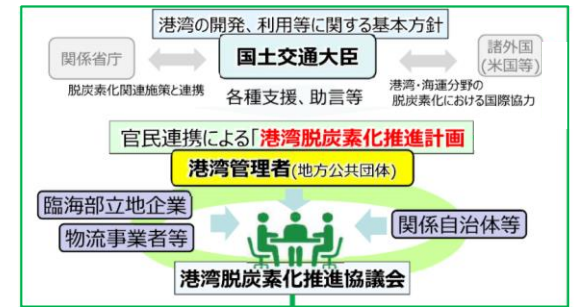 港湾の開発、利用等に関する基本方針
関係省庁
国土交通大臣
諸外国
(米国等)
脱炭素化関連施策と連携
各種支援、助言等
港湾・海運分野の
脱炭素化における国際協力
官民連携による「港湾脱炭素化推進計画
港湾管理者(地方公共団体)
臨海部立地企業
物流事業者等
関係自治体等
港湾脱炭素化推進協議会